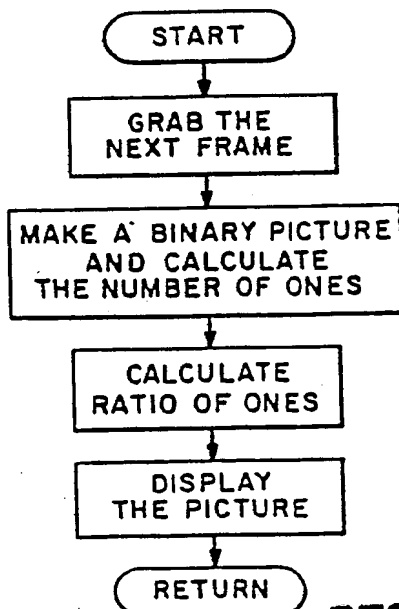 START
GRAB THE
NEXT FRAME
MAKE A BINARY PICTURE
AND CALCULATE
THE NUMBER OF ONES
CALCULATE
RATIO OF ONES
DISPLAY
THE PICTURE
RETURN